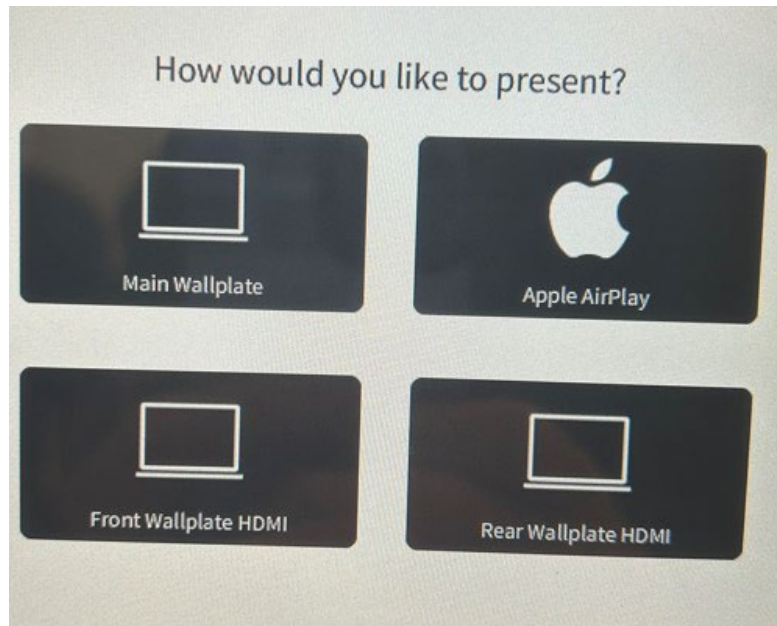 How would you like to present?
Main Wallplate
Apple AirPlay
Front Wallplate HDMI
Rear Wallplate HDMI